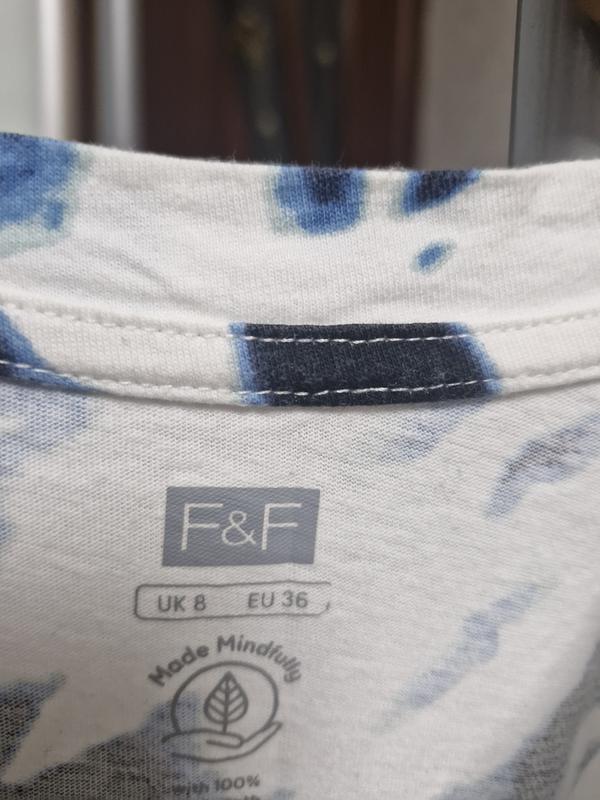 F&F
UK 8 EU 36
Made Mindfully
with 100%